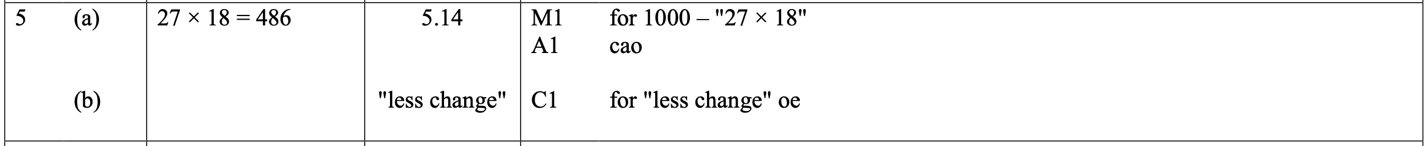 5 (a) 27 × 18 = 486 5.14 M1 for 1000 – "27 × 18"
A1 cao
(b) "less change" C1 for "less change" oe